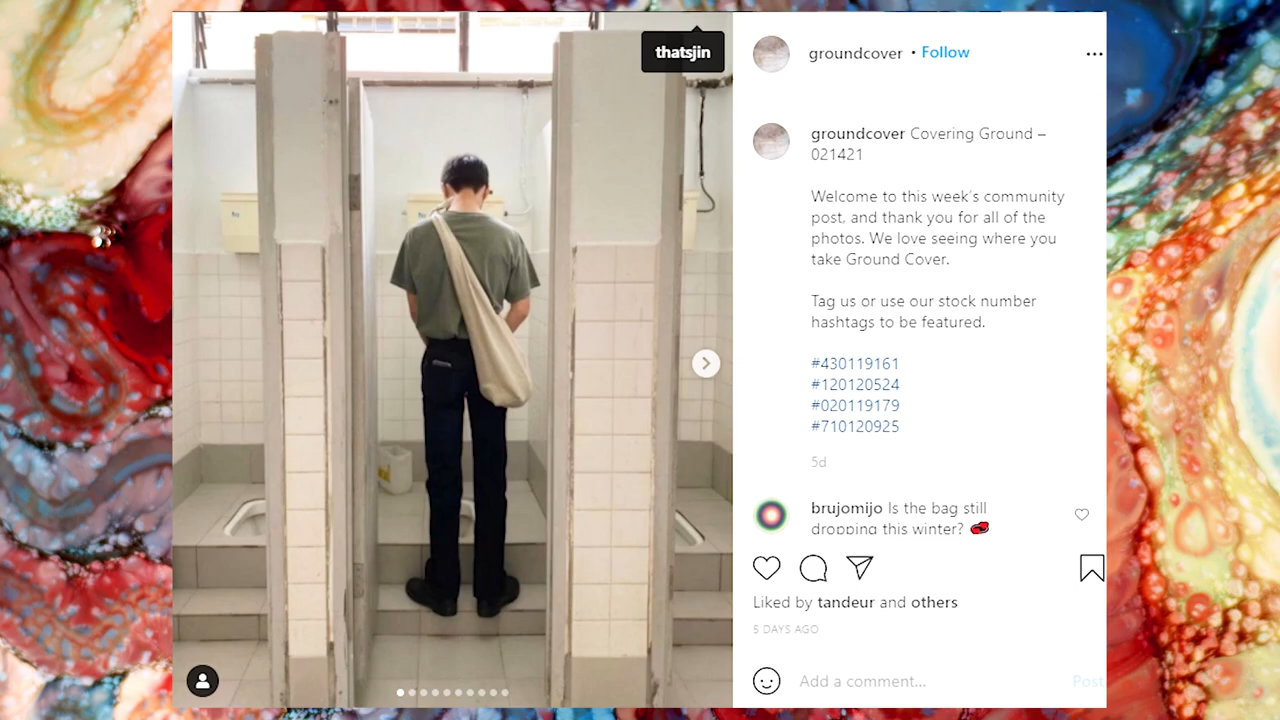 thatsjin
groundcover • Follow
groundcover Covering Ground –
021421
Welcome to this week's community
post, and thank you for all of the
photos. We love seeing where you
take Ground Cover.
Tag us or use our stock number
hashtags to be featured.
#430119161
#120120524
#020119179
#710120925
5d
brujomijo Is the bag still
dropping this winter?
Liked by tandeur and others
5 DAYS AGO
Add a comment...
Post